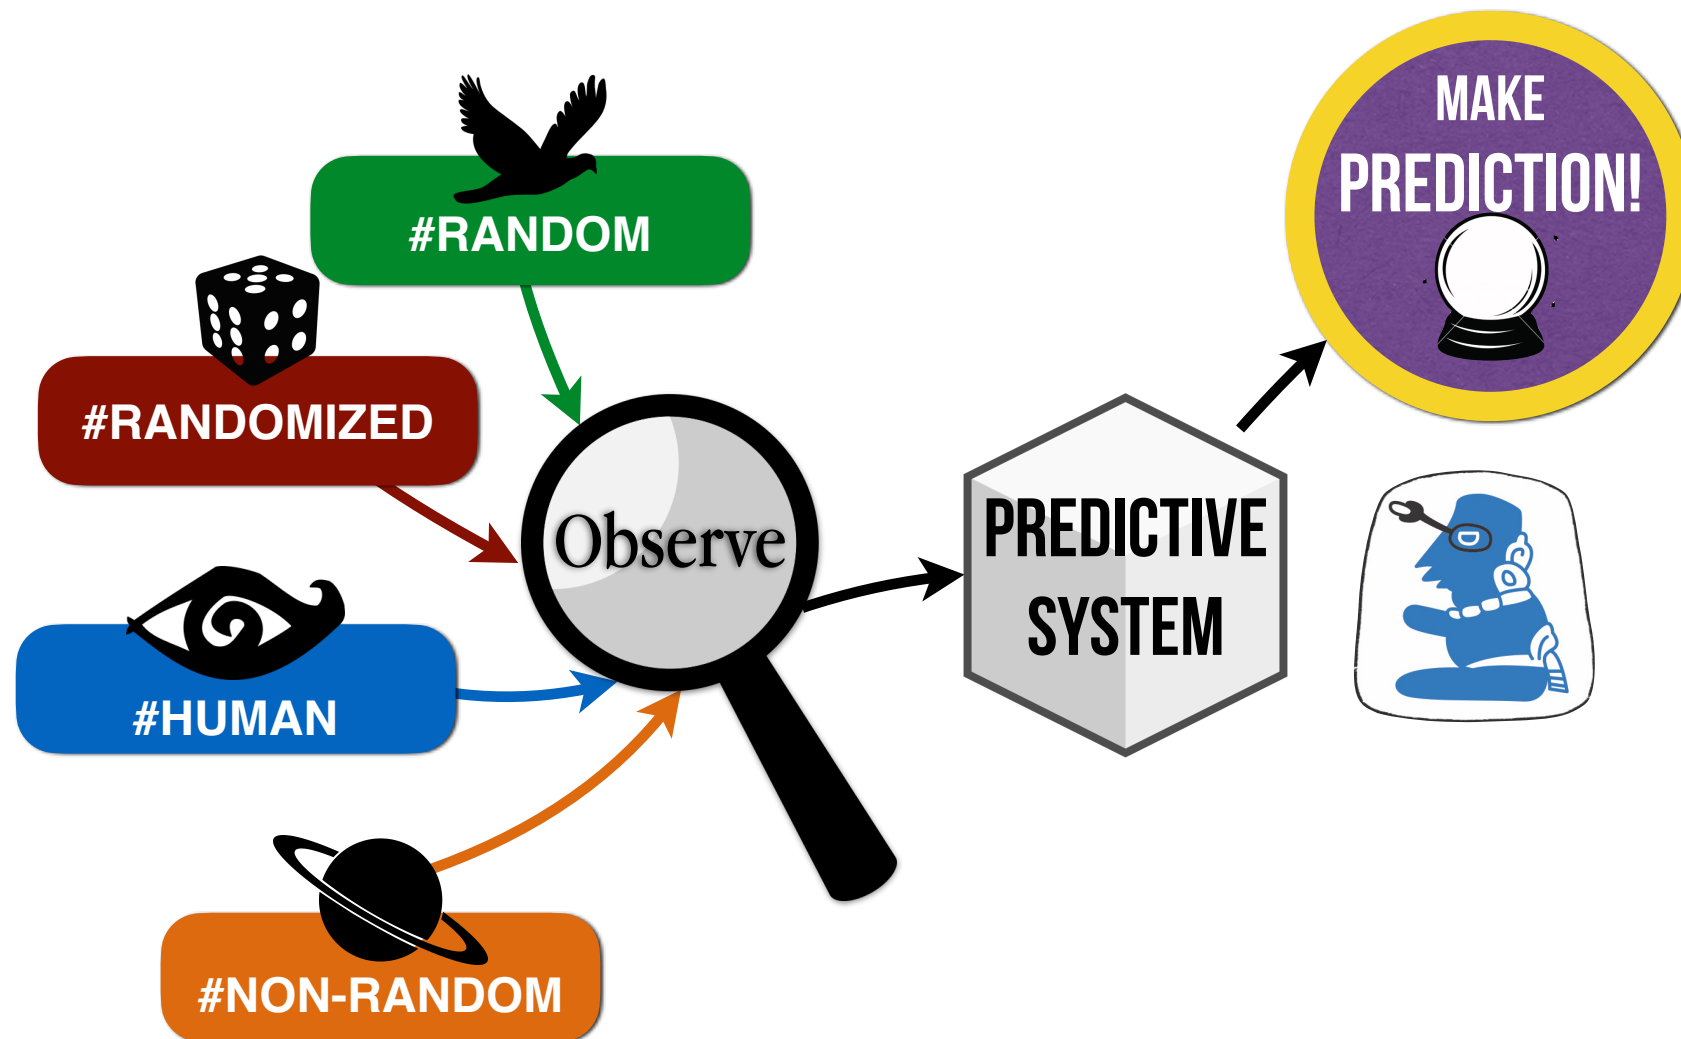 #RANDOM
#RANDOMIZED
#HUMAN
#NON-RANDOM
Observe
PREDICTIVE
SYSTEM
MAKE
PREDICTION!